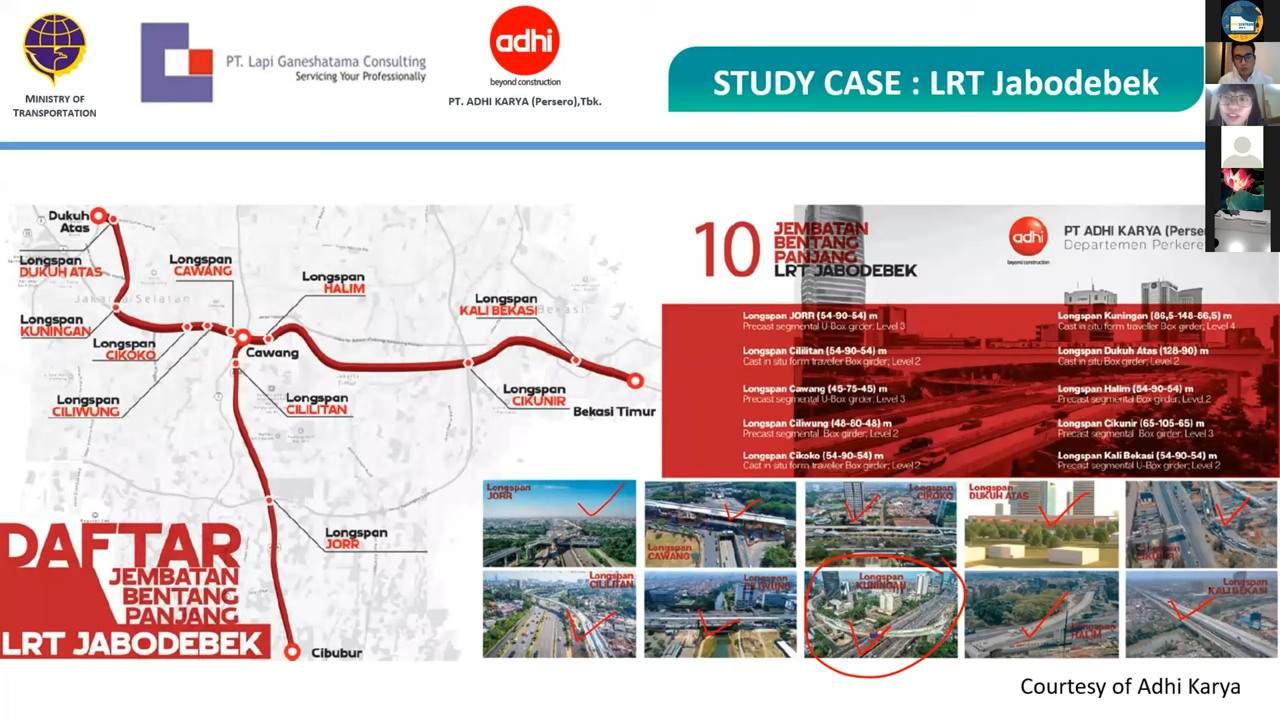 MINISTRY OF
TRANSPORTATION
PT. Lapi Ganeshatama Consulting
Servicing Your Professionally
adhi
beyond construction
PT. ADHI KARYA (Persero),Tbk.
STUDY CASE : LRT Jabodebek
Dukuh
Atas
Longspan
DUKUH ATAS
Longspan
CAWANG
Longspan
HALIM
Longspan
KALI BEKASI
Longspan
KUNINGAN
Longspan
CIKOKO
Cawang
Longspan
CILIWUNG
Longspan
CILILITAN
Longspan
CIKUNIR
Bekasi Timur
Longspan
JORR
Cibubur
Jakarta Selatan
DAFTAR
JEMBATAN
BENTANG
PANJANG
LRT JABODEBEK
10
JEMBATAN
BENTANG
PANJANG
LRT JABODEBEK
adhi
beyond construction
PT ADHI KARYA (Perser
Departemen Perkere
Longspan JORR (54-90-54) m
Precast segmental U-Box girder; Level 3
Longspan Cililitan (54-90-54) m
Cast in situ form traveller Box girder; Level 2
Longspan Cawang (45-75-45) m
Precast segmental U-Box girder; Level 3
Longspan Ciliwung (48-80-48) m
Precast segmental Box girder; Level 2
Longspan Cikoko (54-90-54) m
Cast in situ form traveller Box girder; Level 2
Longspan Kuningan (86,5-148-86,5) m
Cast in situ form traveller Box girder; Level 4
Longspan Dukuh Atas (128-90) m
Cast in situ form traveller Box girder; Level 2
Longspan Halim (54-90-54) m
Precast segmental Box girder; Level 2
Longspan Cikunir (65-105-65) m
Precast segmental Box girder; Level 3
Longspan Kali Bekasi (54-90-54) m
Precast segmental U-Box girder; Level 2
Longspan
JORR
Longspan
CAWANG
Longspan
CIKOKO
Longspan
DUKUH ATAS
Longspan
Longspan
CILILITAN
Longspan
CILIWUNG
Longspan
KUNINGAN
Longspan
HALIM
Longspan
KALI BEKASI
Courtesy of Adhi Karya